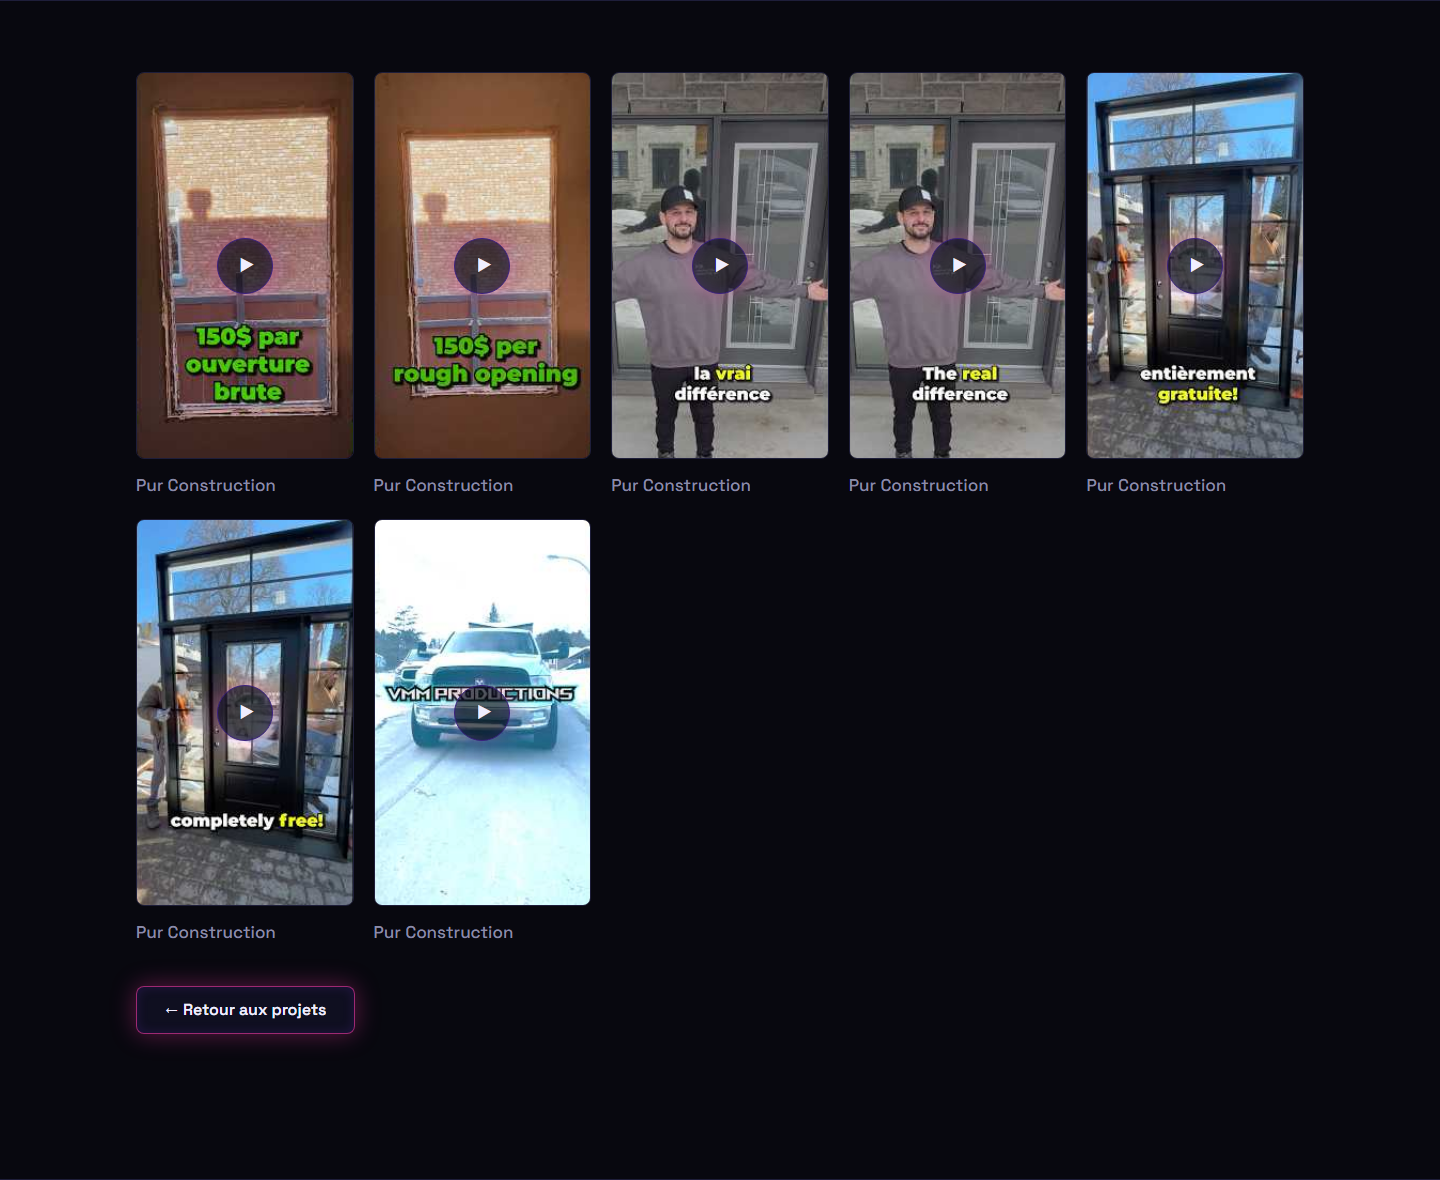 150$ par
ouverture
brute
150$ per
rough opening
la vrai
différence
The real
difference
entièrement
gratuite!
Pur Construction
Pur Construction
Pur Construction
Pur Construction
Pur Construction
completely free!
VMM PRODUCTIONS
Pur Construction
Pur Construction
← Retour aux projets